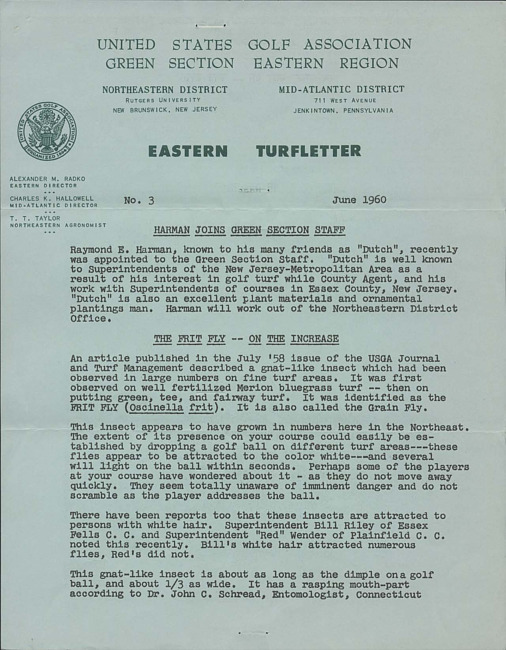 UNITED STATES GOLF ASSOCIATION
GREEN SECTION EASTERN REGION
NORTHEASTERN DISTRICT
RUTGERS UNIVERSITY
NEW BRUNSWICK, NEW JERSEY
MID-ATLANTIC DISTRICT
711 WEST AVENUE
JENKINTOWN, PENNSYLVANIA
EASTERN TURFLETTER
ALEXANDER M. RADKO
EASTERN DIRECTOR
CHARLES K. HALLOWELL
MID-ATLANTIC DIRECTOR
T. T. TAYLOR
NORTHEASTERN AGRONOMIST
No. 3
June 1960
HARMAN JOINS GREEN SECTION STAFF
Raymond E. Harman, known to his many friends as "Dutch", recently
was appointed to the Green Section Staff. "Dutch" is well known
to Superintendents of the New Jersey-Metropolitan Area as a
result of his interest in golf turf while County Agent, and his
work with Superintendents of courses in Essex County, New Jersey.
"Dutch" is also an excellent plant materials and ornamental
plantings man. Harman will work out of the Northeastern District
Office.
THE FRIT FLY -- ON THE INCREASE
An article published in the July '58 issue of the USGA Journal
and Turf Management described a gnat-like insect which had been
observed in large numbers on fine turf areas. It was first
observed on well fertilized Merion bluegrass turf -- then on
putting green, tee, and fairway turf. It was identified as the
FRIT FLY (Oscinella frit). It is also called the Grain Fly.
This insect appears to have grown in numbers here in the Northeast.
The extent of its presence on your course could easily be es-
tablished by dropping a golf ball on different turf areas---these
flies appear to be attracted to the color white---and several
will light on the ball within seconds. Perhaps some of the players
at your course have wondered about it - as they do not move away
quickly. They seem totally unaware of imminent danger and do not
scramble as the player addresses the ball.
There have been reports too that these insects are attracted to
persons with white hair. Superintendent Bill Riley of Essex
Fells C. C. and Superintendent "Red" Wender of Plainfield C. C.
noted this recently. Bill's white hair attracted numerous
flies, Red's did not.
This gnat-like insect is about as long as the dimple on a golf
ball, and about 1/3 as wide. It has a rasping mouth-part
according to Dr. John C. Schread, Entomologist, Connecticut